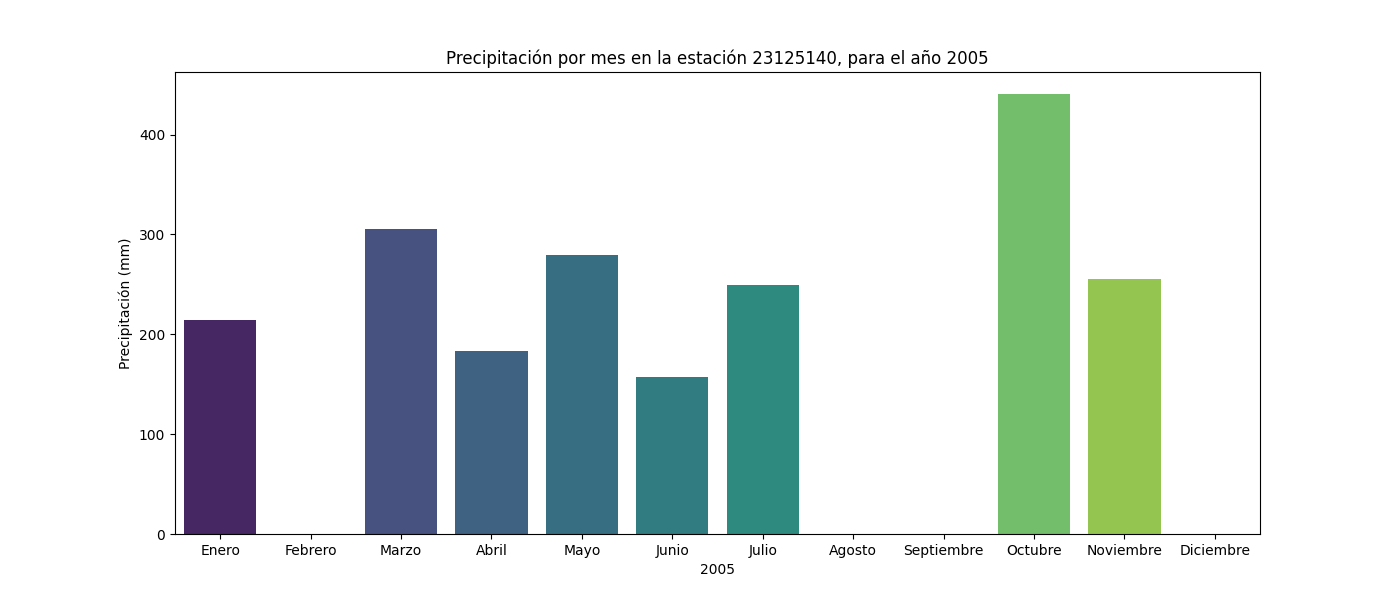 Precipitación por mes en la estación 23125140, para el año 2005
Precipitación (mm)
400
300
200
100
0
Enero Febrero Marzo Abril Mayo Junio Julio Agosto Septiembre Octubre Noviembre Diciembre
2005